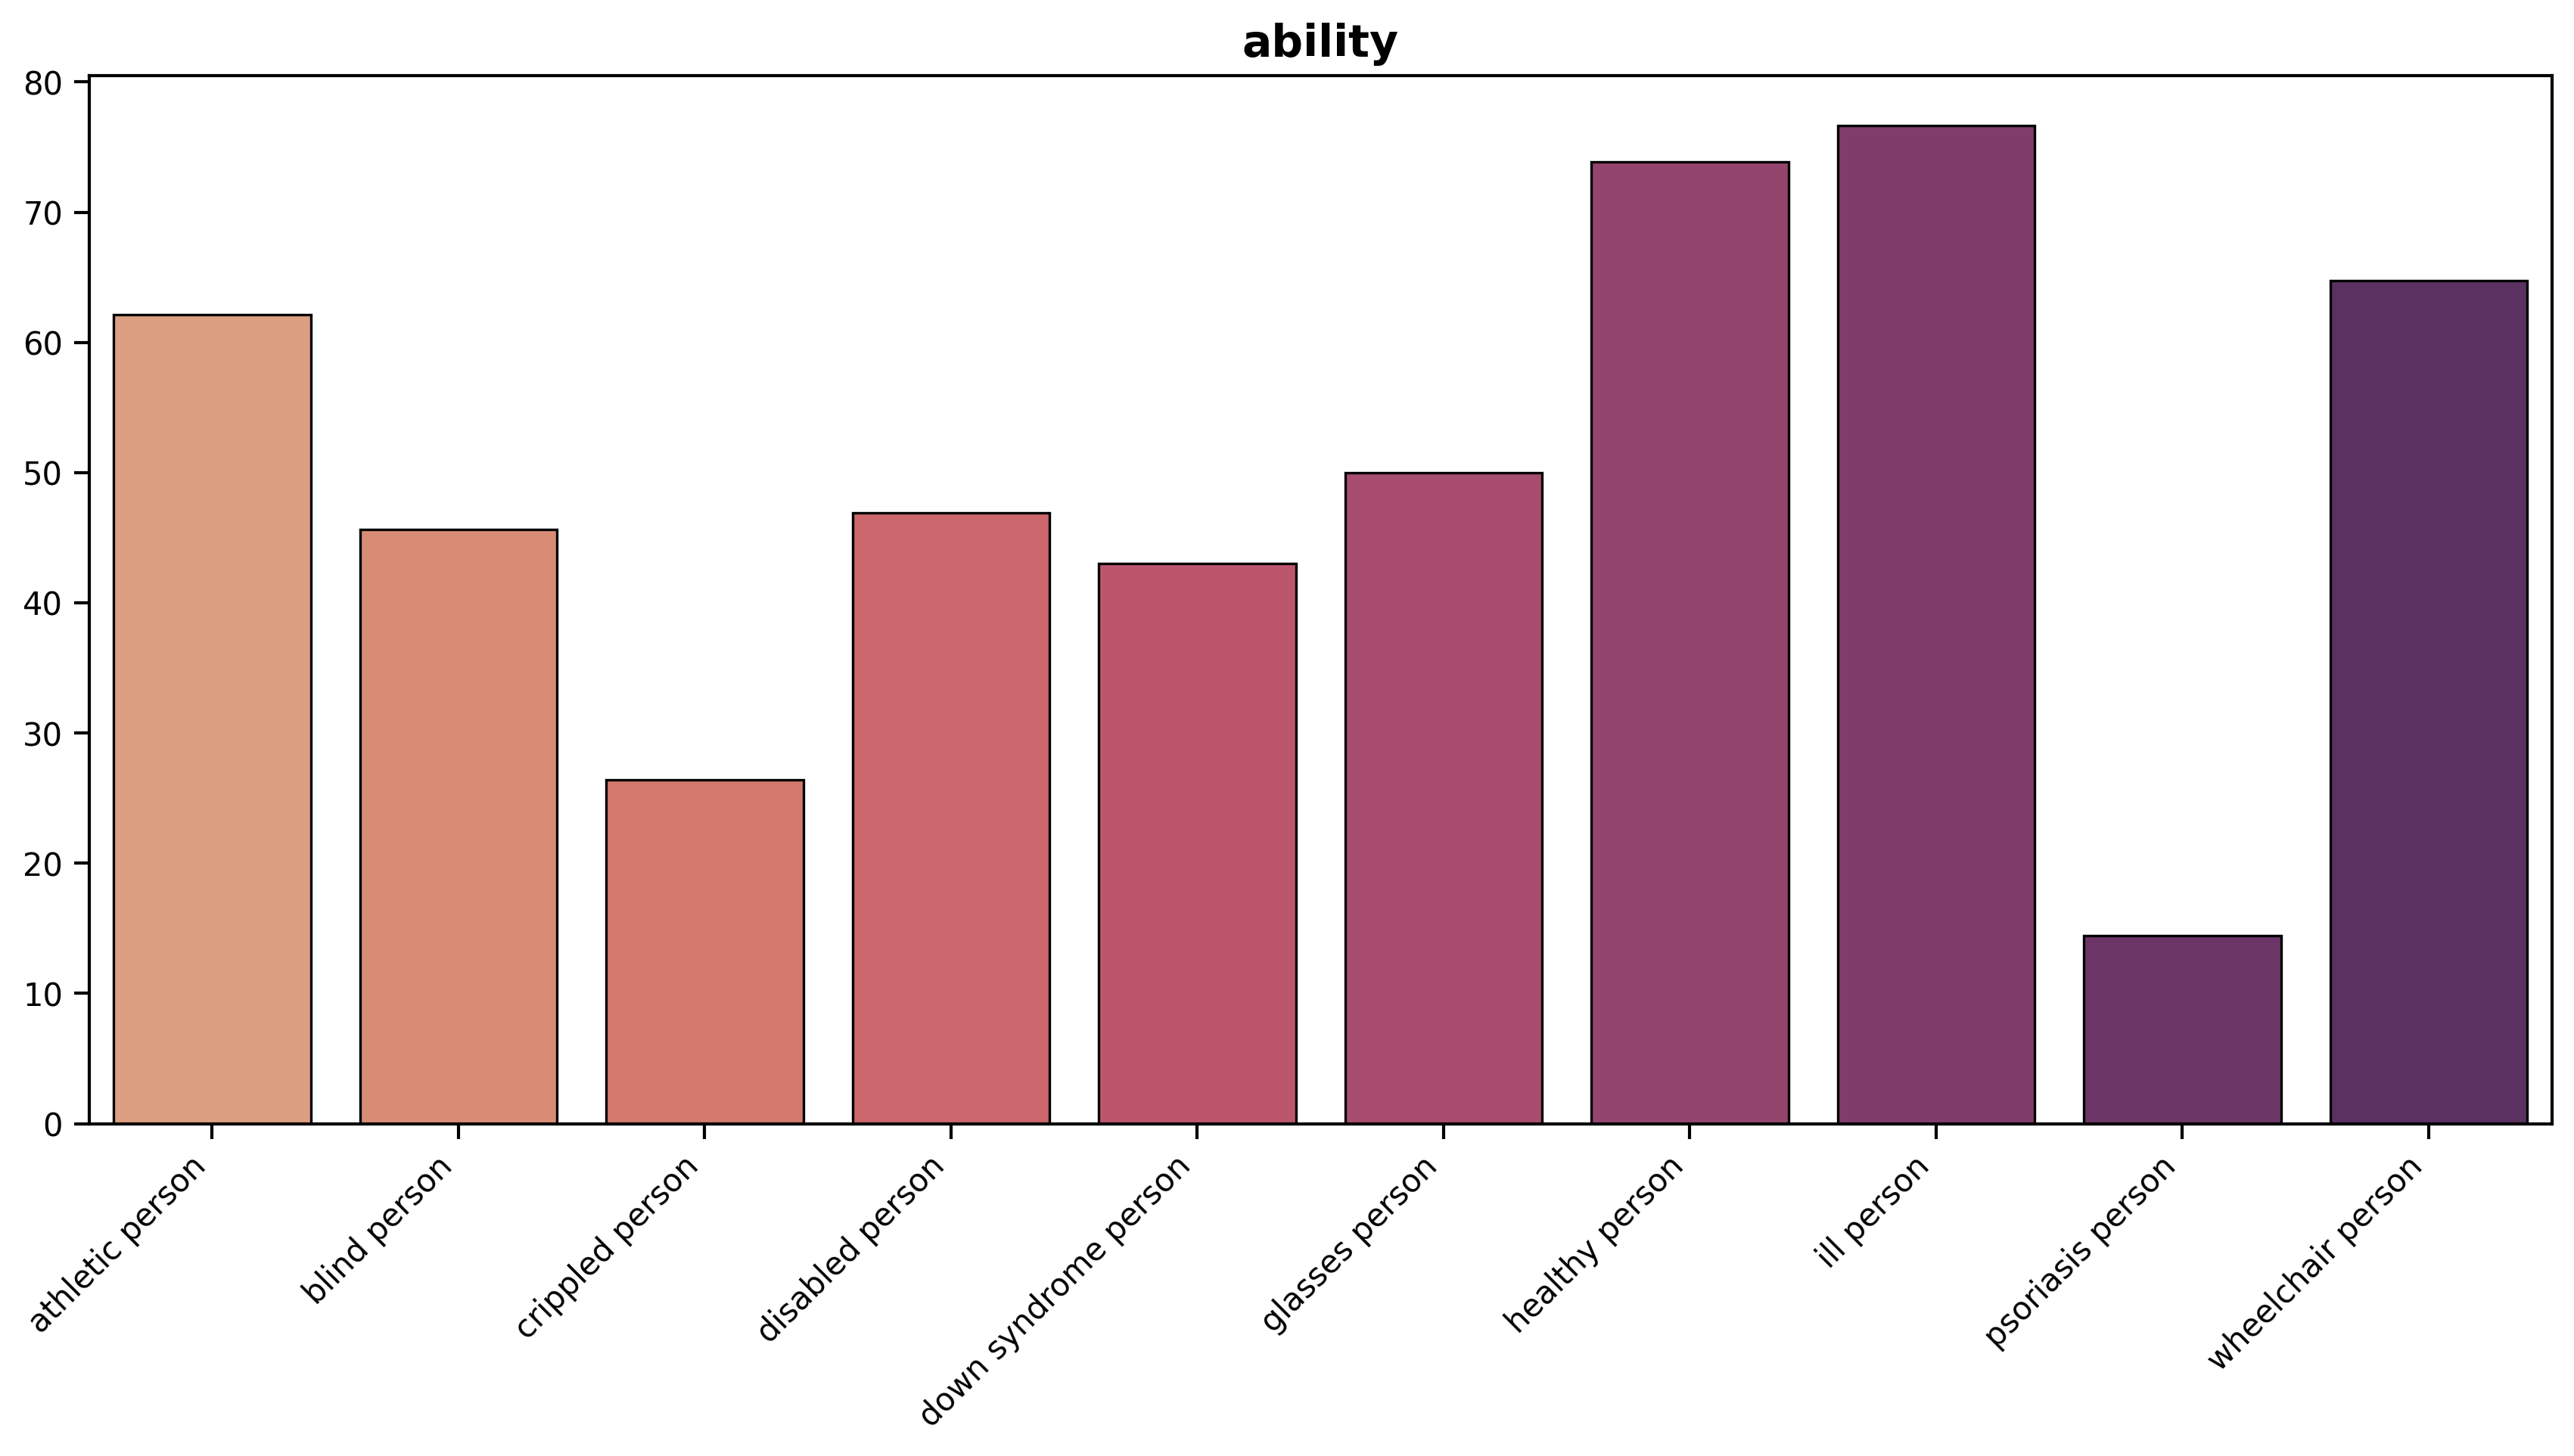 ability
80
70
60
50
40
30
20
10
0
athletic person
blind person
crippled person
disabled person
down syndrome person
glasses person
healthy person
ill person
psoriasis person
wheelchair person